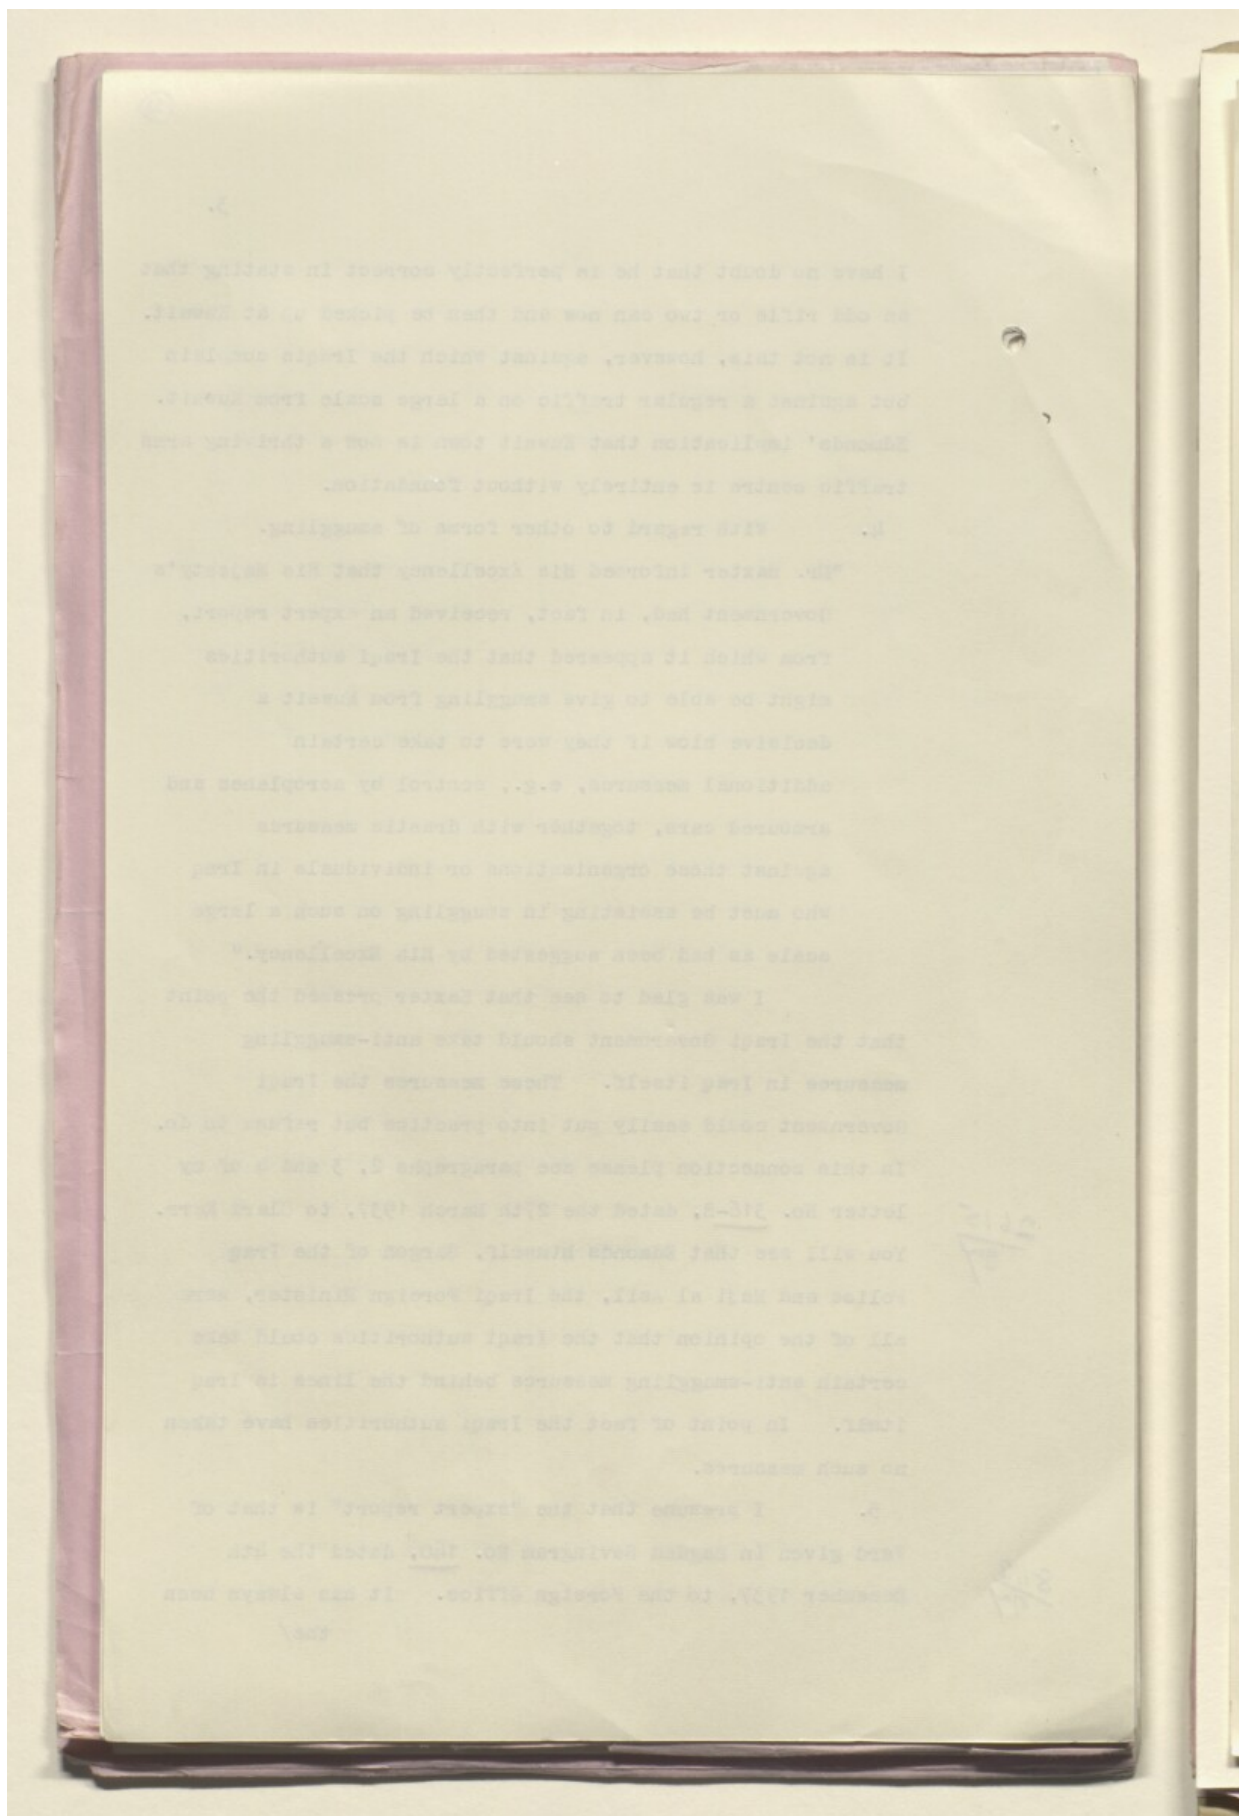 3.
I have no doubt that he is perfectly correct in stating that
an odd rifle or two can now and then be picked up at Kuwait.
It is not this, however, against which the Iraqis complain
but against a regular traffic on a large scale from Kuwait.
Edmonds' implication that Kuwait town is now a thriving arms
traffic centre is entirely without foundation.
4. With regard to other forms of smuggling.
"Mr. Baxter informed His Excellency that His Majesty's
Government had, in fact, received an expert report,
from which it appeared that the Iraqi authorities
might be able to give smuggling from Kuwait a
decisive blow if they were to take certain
additional measures, e.g., control by aeroplanes and
armoured cars, together with drastic measures
against those organisations or individuals in Iraq
who must be assisting in smuggling on such a large
scale as had been suggested by His Excellency."
I was glad to see that Baxter pressed the point
that the Iraqi Government should take anti-smuggling
measures in Iraq itself. These measures the Iraqi
Government could easily put into practice but
In this connection please see paragraphs 2, 3 and 4 of my
letter No. 316-S, dated the 27th March 1937, to Clark Kerr.
You will see that Edmonds himself, Sargon of the Iraq
Police and Naji al Asil, the Iraqi Foreign Minister, were
all of the opinion that the Iraqi authorities could take
certain anti-smuggling measures behind the lines in Iraq
itself. In point of fact the Iraqi authorities have taken
no such measures.
5. I presume that the "expert report" is that of
Ward given in Bagdad Savingram No. 160, dated the 4th
December 1937, to the Foreign Office. It has always been
the/